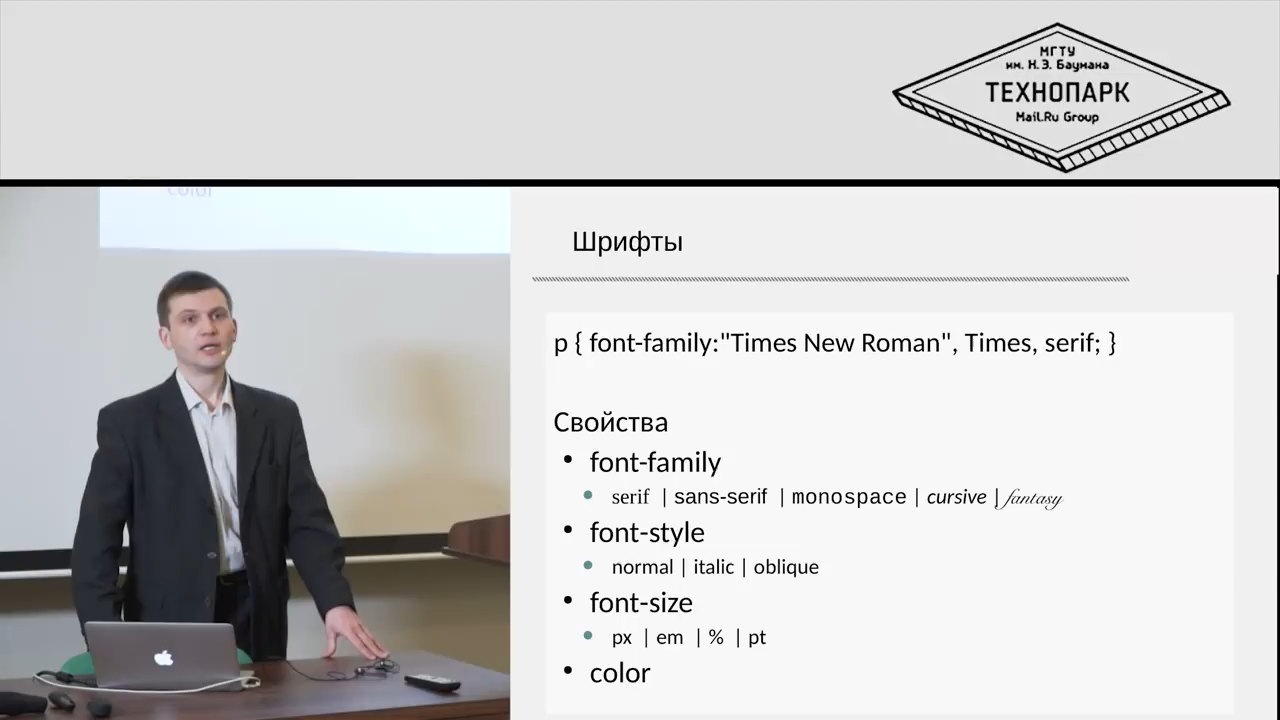 МГТУ
им. Н.Э. Баумана
ТЕХНОПАРК
Mail.Ru Group
color
Шрифты
p { font-family:"Times New Roman", Times, serif; }
Свойства
• font-family
• serif | sans-serif | monospace | cursive | fantasy
• font-style
• normal | italic | oblique
• font-size
• px | em | % | pt
• color